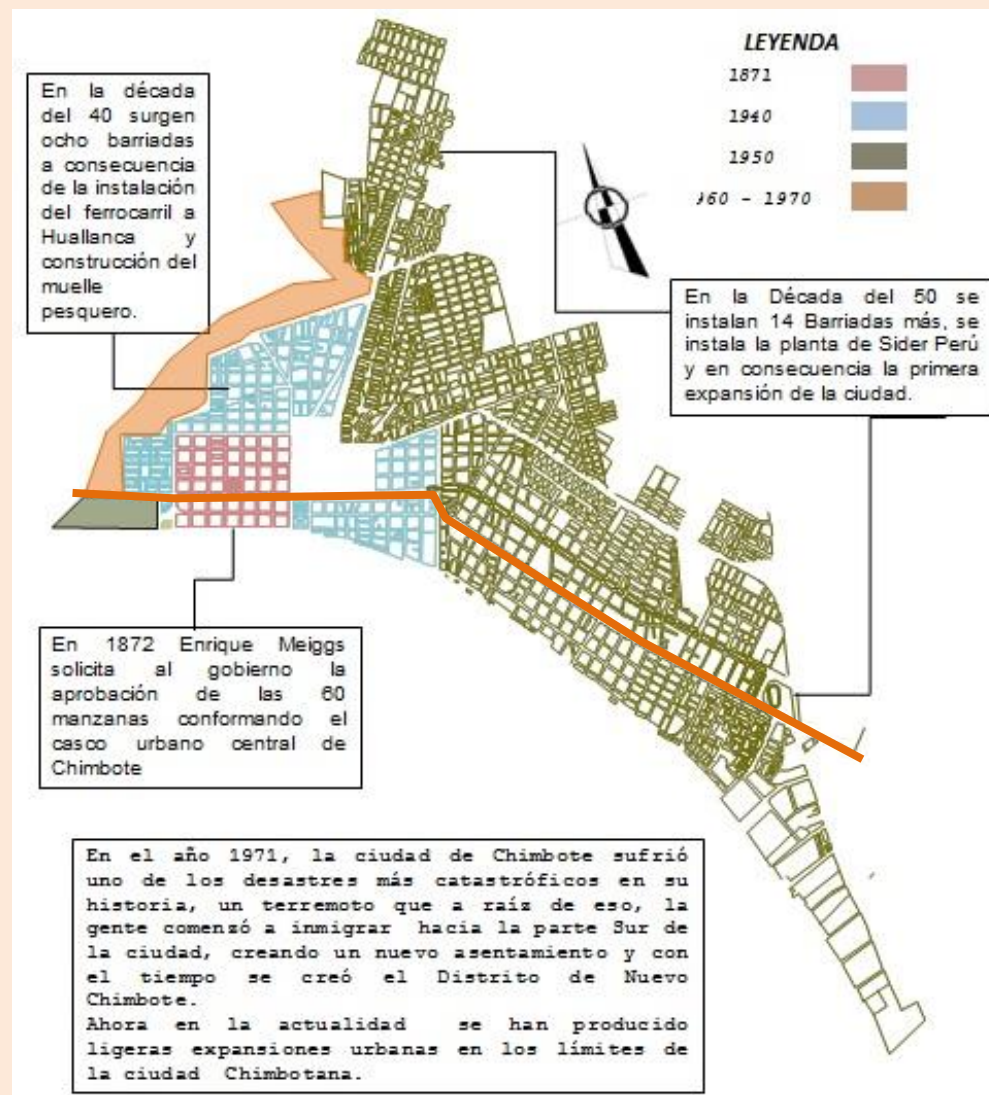 LEYENDA
1871
1940
1950
960 - 1970
En la década
del 40 surgen
ocho barriadas
a consecuencia
de la instalación
del ferrocarril a
Huallanca y
construcción del
muelle
pesquero.
En la Década del 50 se
instalan 14 Barriadas más, se
instala la planta de Sider Perú
y en consecuencia la primera
expansión de la ciudad.
En 1872 Enrique Meiggs
solicita al gobierno la
aprobación de las 60
manzanas conformando el
casco urbano central de
Chimbote
En el año 1971, la ciudad de Chimbote sufrió
uno de los desastres más catastróficos en su
historia, un terremoto que a raíz de eso, la
gente comenzó a inmigrar hacia la parte Sur de
la ciudad, creando un nuevo asentamiento y con
el tiempo se creó el Distrito de Nuevo
Chimbote.
Ahora en la actualidad se han producido
ligeras expansiones urbanas en los límites de
la ciudad Chimbotana.